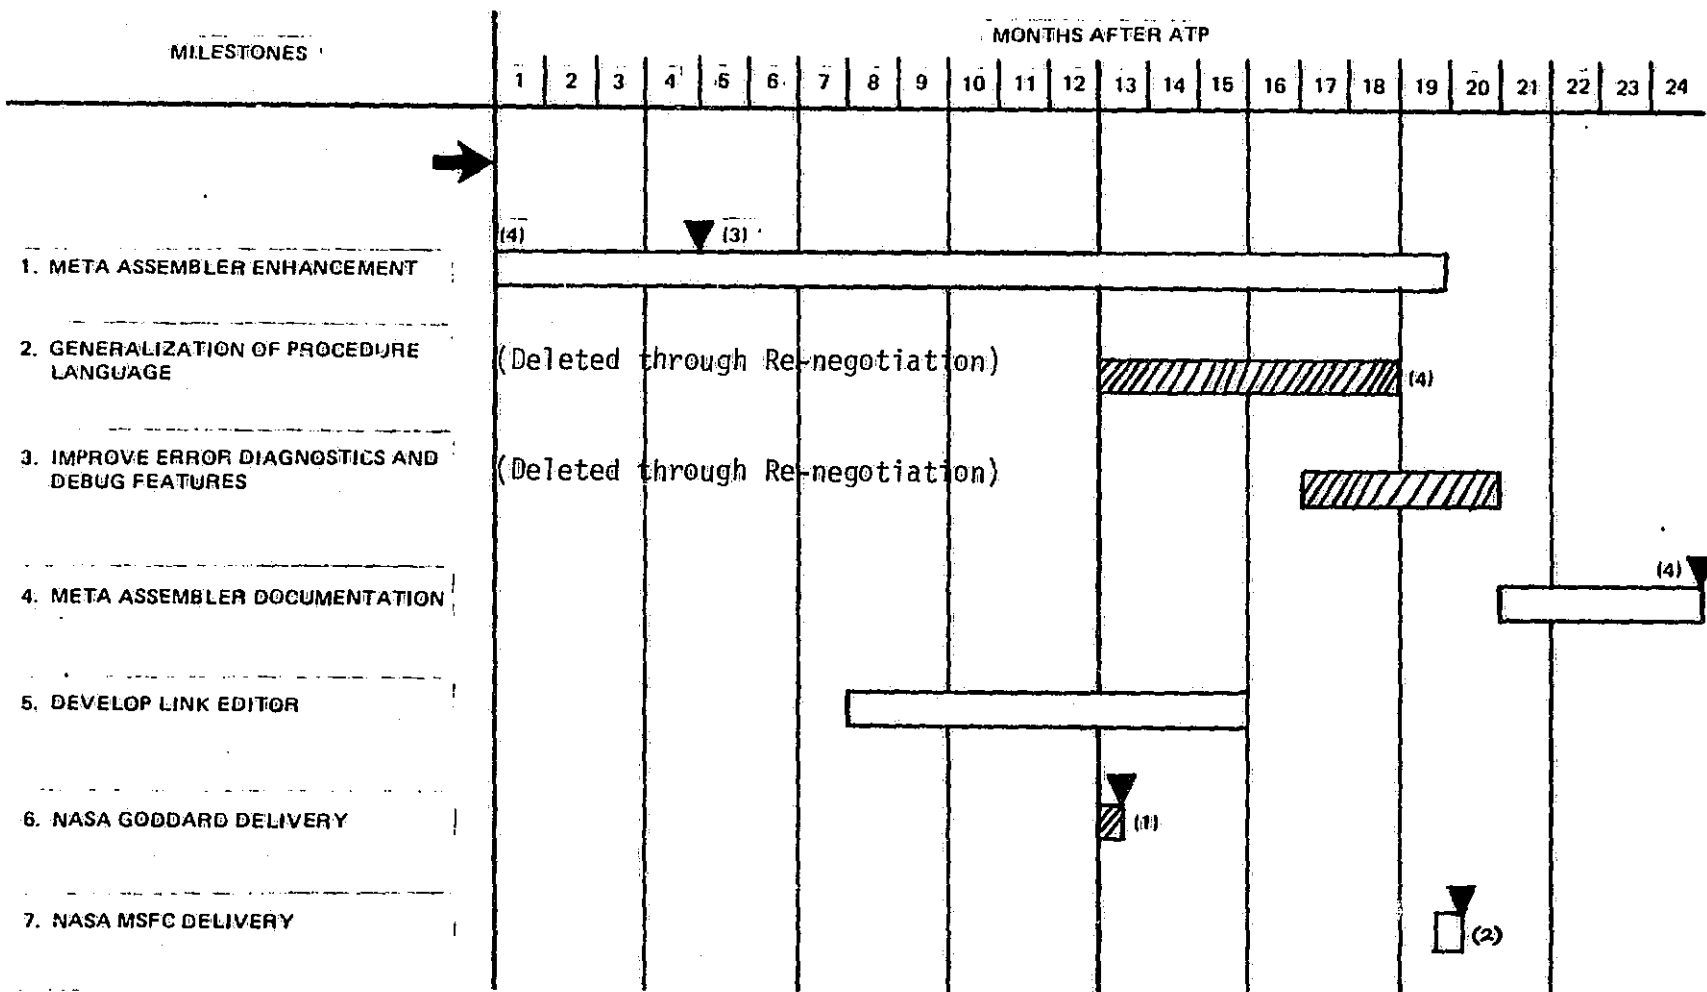 MILESTONES
MONTHS AFTER ATP
1 2 3 4 5 6 7 8 9 10 11 12 13 14 15 16 17 18 19 20 21 22 23 24
(4) (3)
1. META ASSEMBLER ENHANCEMENT
2. GENERALIZATION OF PROCEDURE
LANGUAGE
(Deleted through Re-negotiation)
(4)
3. IMPROVE ERROR DIAGNOSTICS AND
DEBUG FEATURES
(Deleted through Re-negotiation)
(4)
4. META ASSEMBLER DOCUMENTATION
5. DEVELOP LINK EDITOR
6. NASA GODDARD DELIVERY
(1)
7. NASA MSFC DELIVERY
(2)